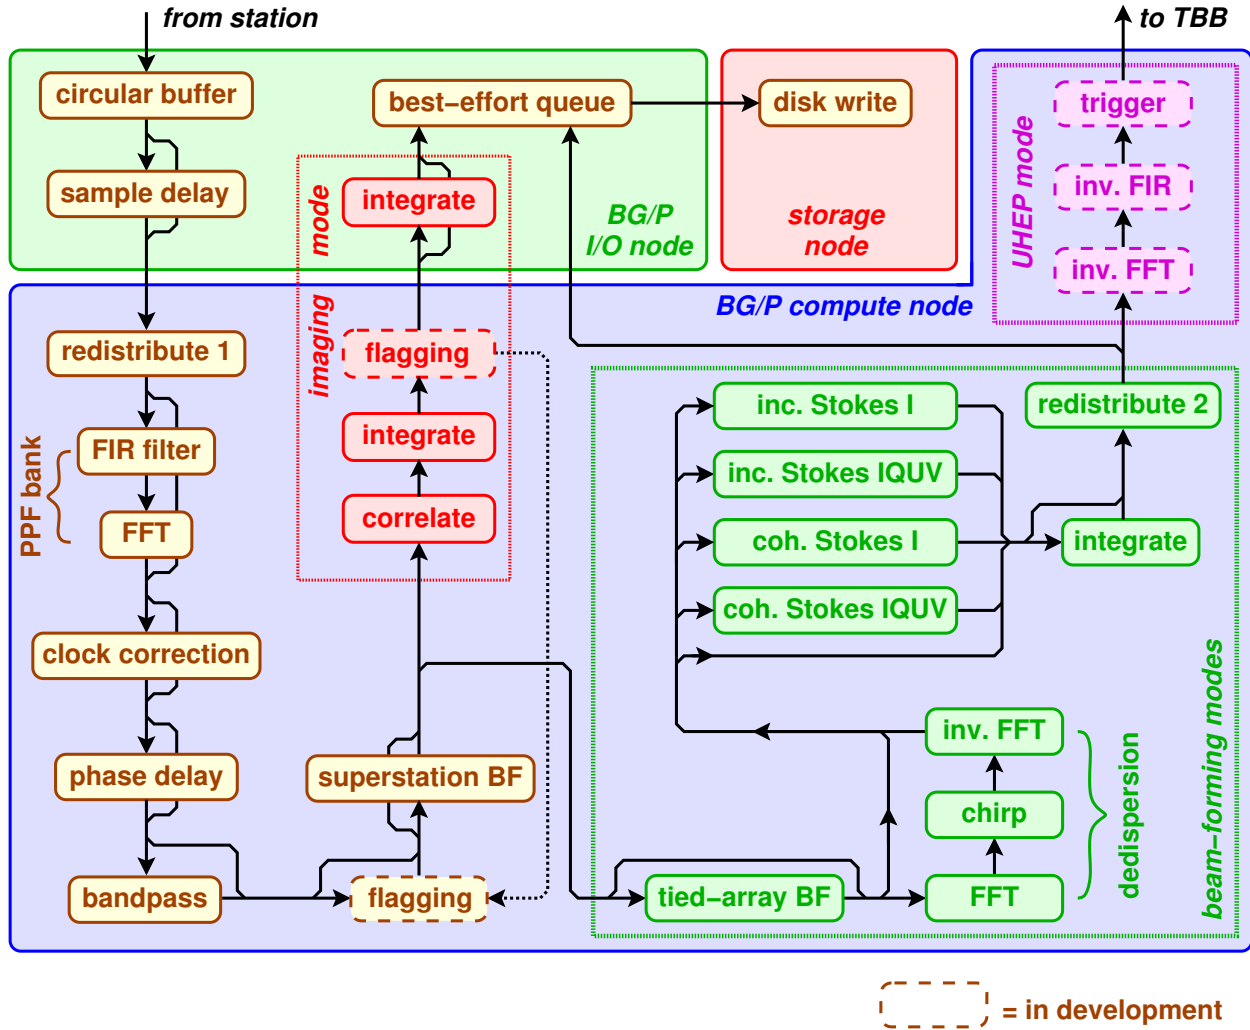 from station
to TBB
circular buffer
best–effort queue
disk write
trigger
sample delay
integrate
inv. FIR
UHEP mode
BG/P
I/O node
storage
node
inv. FFT
imaging mode
BG/P compute node
redistribute 1
flagging
inc. Stokes I
redistribute 2
FIR filter
integrate
inc. Stokes IQUV
PPF bank
FFT
correlate
coh. Stokes I
integrate
coh. Stokes IQUV
clock correction
beam–forming modes
inv. FFT
phase delay
superstation BF
chirp
dedispersion
bandpass
flagging
tied–array BF
FFT
= in development